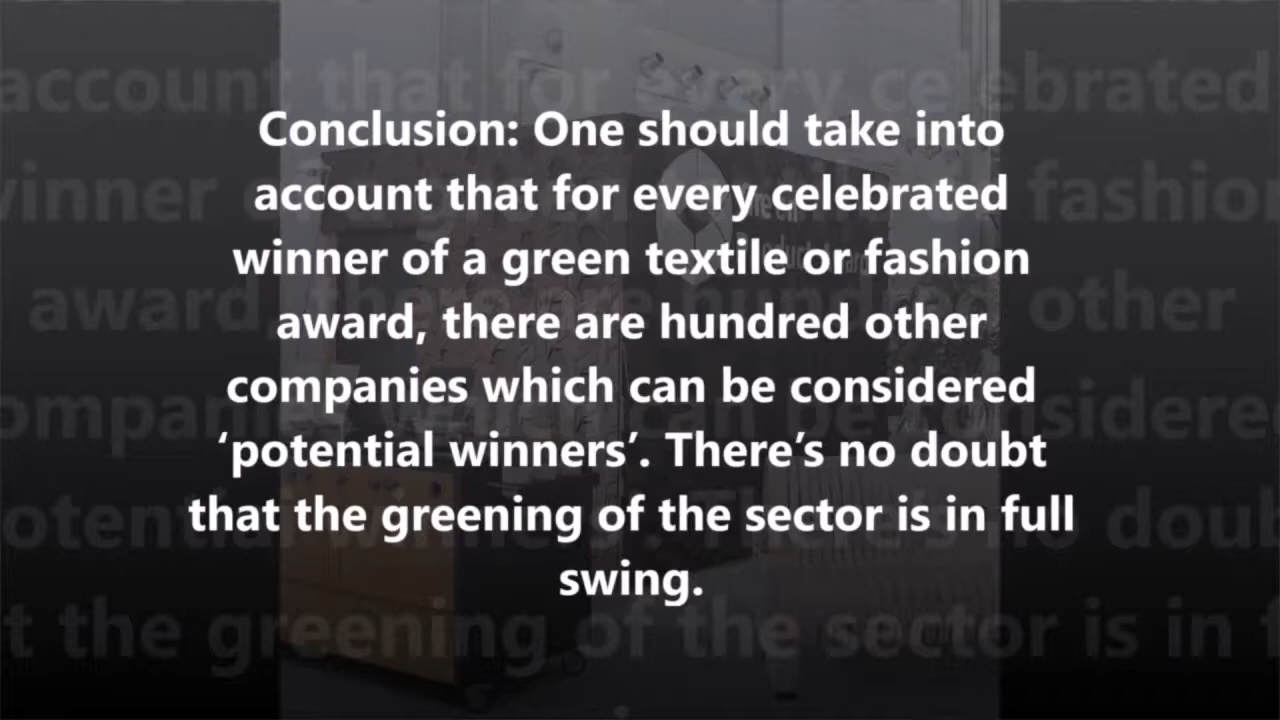 Conclusion: One should take into
account that for every celebrated
winner of a green textile or fashion
award, there are hundred other
companies which can be considered
‘potential winners’. There’s no doubt
that the greening of the sector is in full
swing.